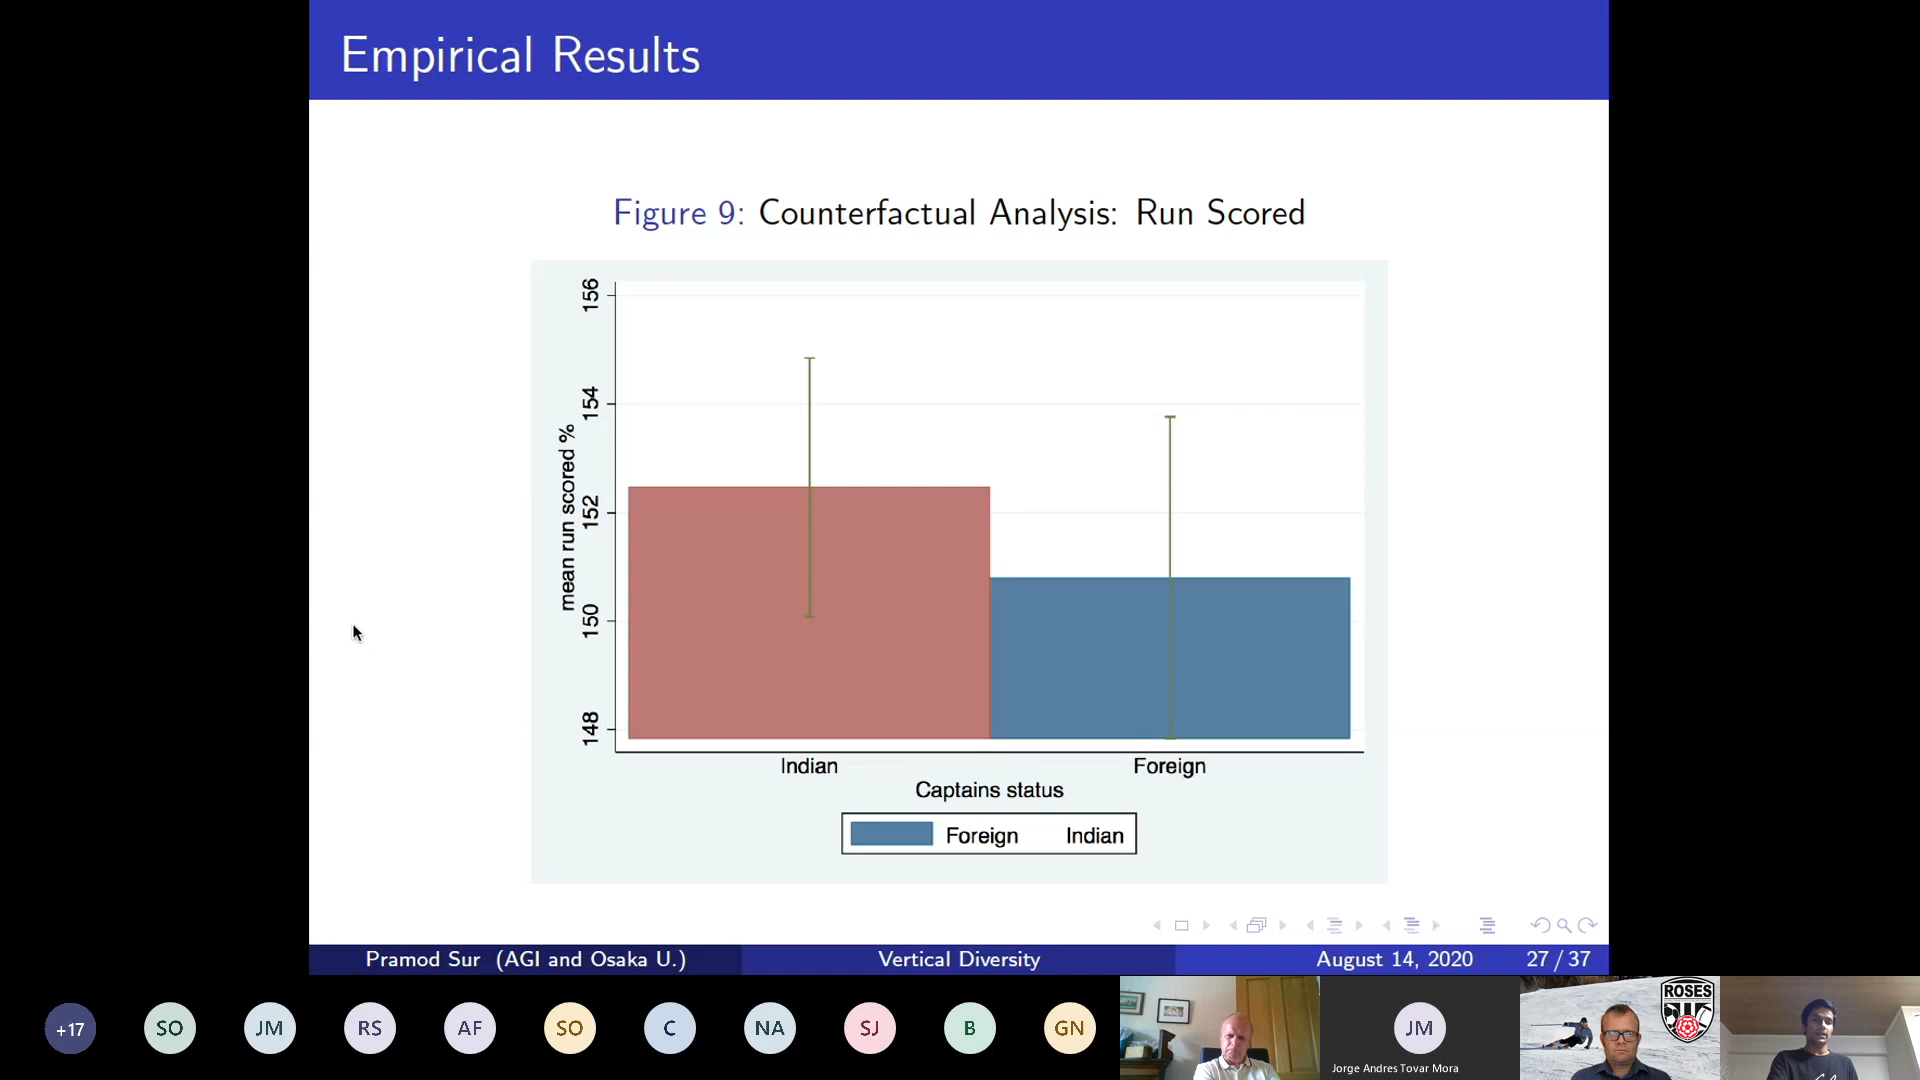 Empirical Results
Figure 9: Counterfactual Analysis: Run Scored
156
154
152
150
148
mean run scored %
Indian
Foreign
Captains status
Foreign Indian
Pramod Sur (AGI and Osaka U.)
Vertical Diversity
August 14, 2020
27 / 37
+17
SO
JM
RS
AF
SO
C
NA
SJ
B
GN
JM
Jorge Andres Tovar Mora
ROSES